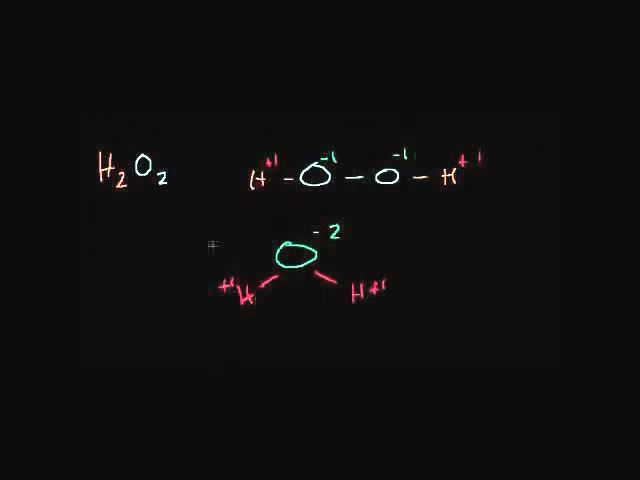 H2O2
H+1 - O-1 - O-1 - H+1
O-2
+1H H+1